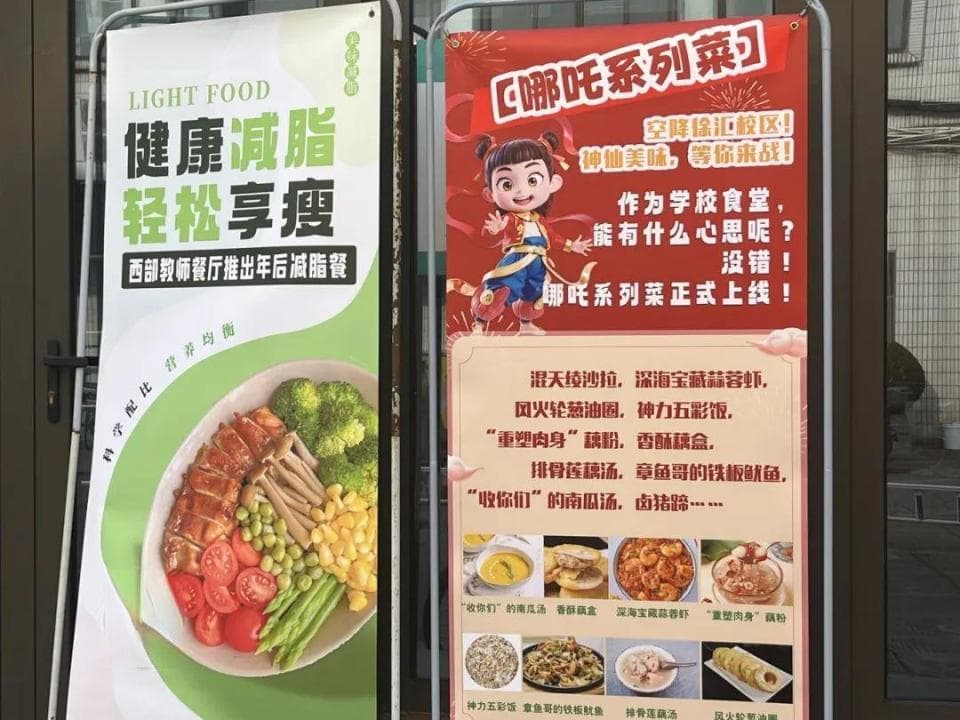 美味减脂
LIGHT FOOD
健康减脂
轻松享瘦
西部教师餐厅推出年后减脂餐
科学配比 营养均衡
【哪吒系列菜】
空降徐汇校区！
神仙美味，等你来战！
作为学校食堂，
能有什么心思呢？
没错！
哪吒系列菜正式上线！
混天绫沙拉，深海宝藏蒜蓉虾，
风火轮葱油圈，神力五彩饭，
“重塑肉身”藕粉，香酥藕盒，
排骨莲藕汤，章鱼哥的铁板鱿鱼，
“收你们”的南瓜汤，卤猪蹄……
“收你们”的南瓜汤 香酥藕盒 深海宝藏蒜蓉虾 “重塑肉身”藕粉
神力五彩饭 章鱼哥的铁板鱿鱼 排骨莲藕汤 风火轮葱油圈